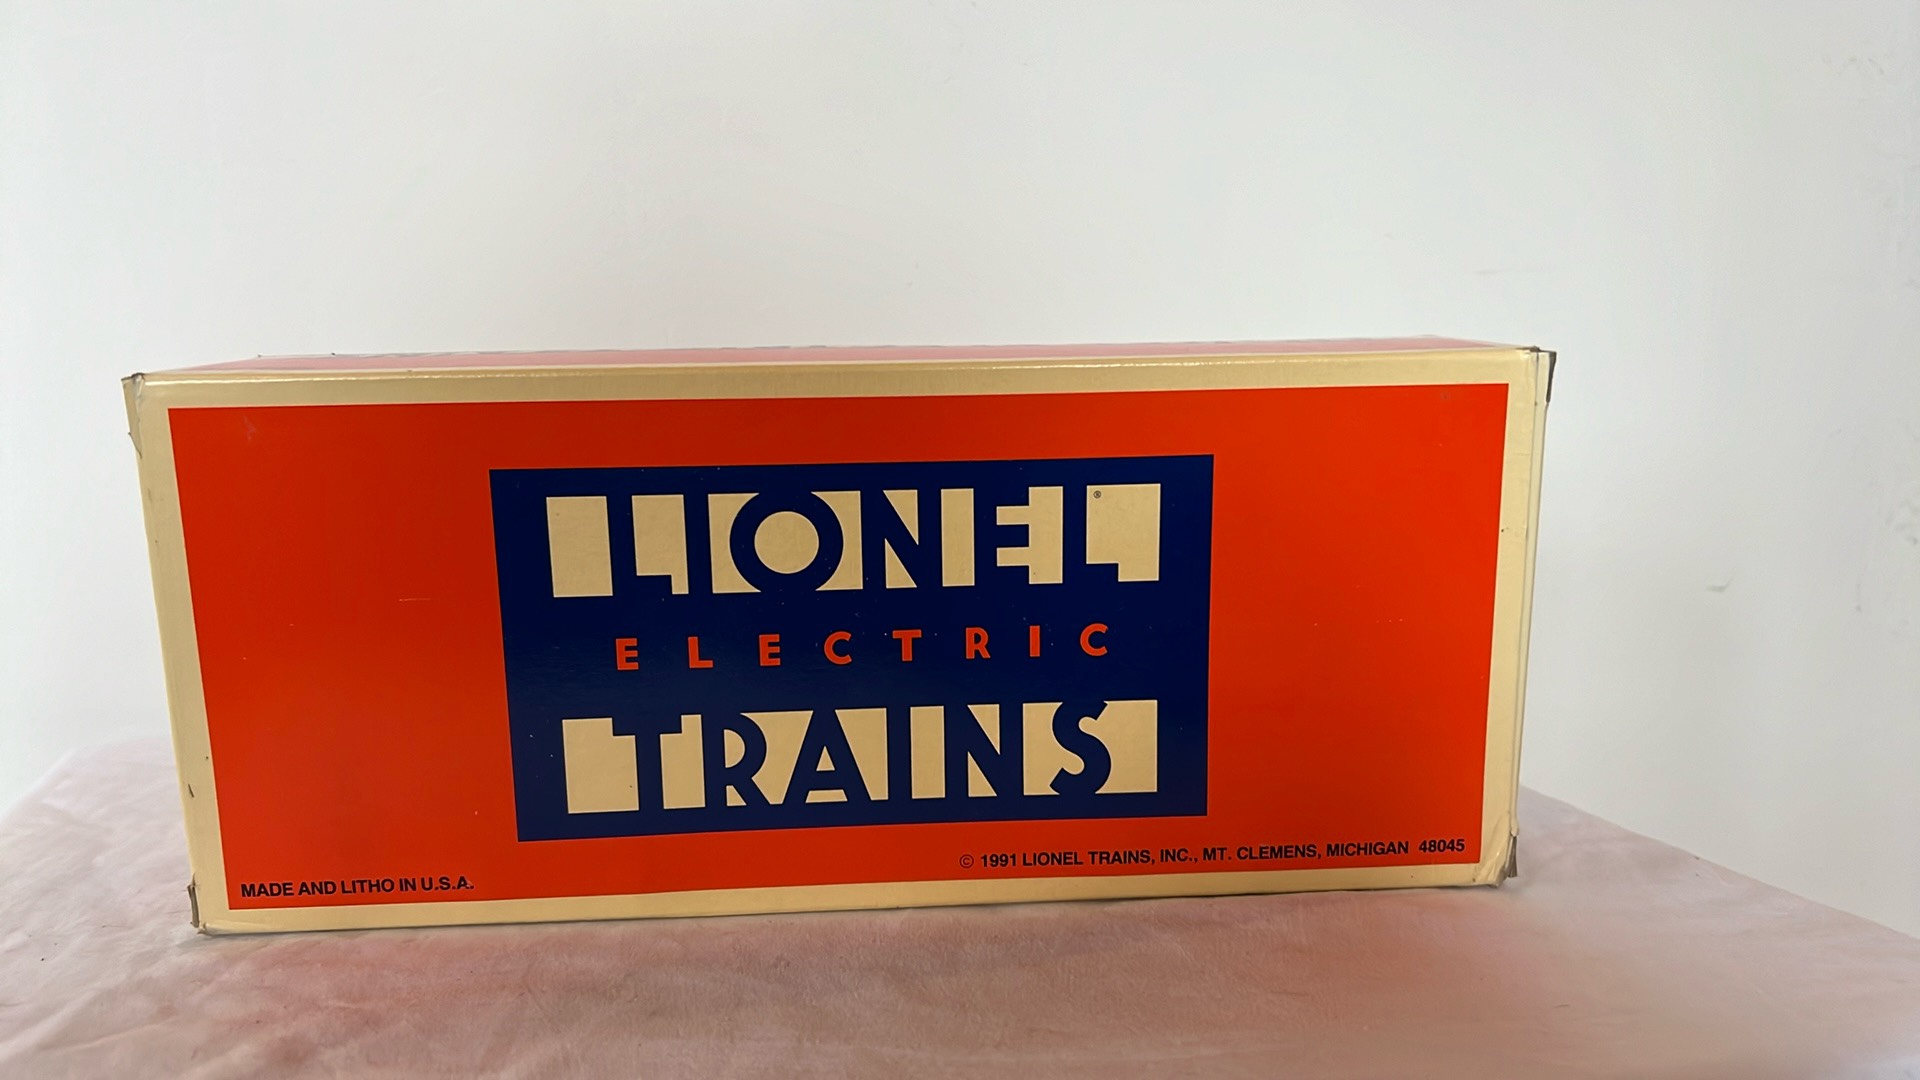 LIONEL®
ELECTRIC
TRAINS
© 1991 LIONEL TRAINS, INC., MT. CLEMENS, MICHIGAN 48045
MADE AND LITHO IN U.S.A.